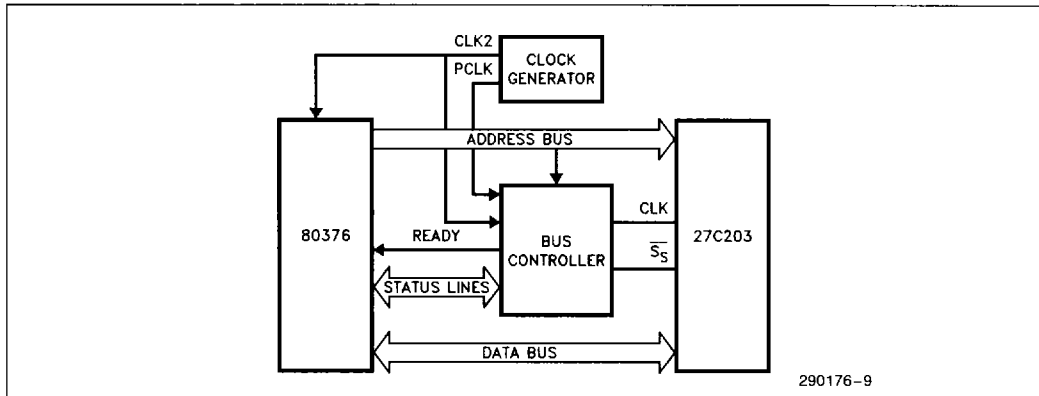 CLK2
PCLK
CLOCK
GENERATOR
ADDRESS BUS
80376
READY
BUS
CONTROLLER
CLK
S̅S̅
27C203
STATUS LINES
DATA BUS
290176-9